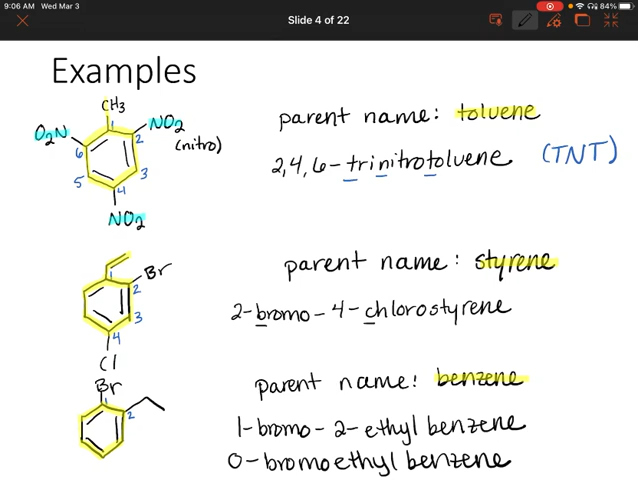 9:06 AM Wed Mar 3
84%
Slide 4 of 22
Examples
CH3
O2N
NO2
(nitro)
1
2
3
4
5
6
NO2
parent name: toluene
2,4,6-trinitrotoluene (TNT)
Br
2
3
4
Cl
parent name: styrene
2-bromo-4-chlorostyrene
Br
1
2
parent name: benzene
1-bromo-2-ethyl benzene
o-bromoethyl benzene